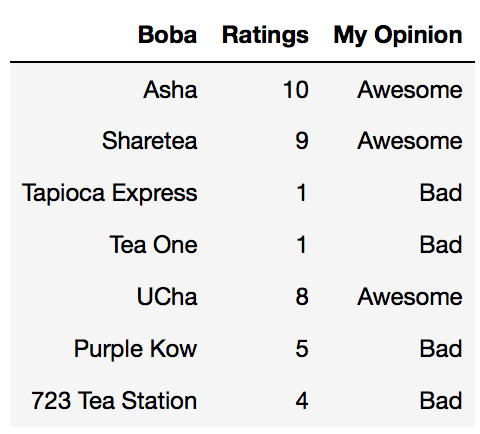 Boba Ratings My Opinion
Asha 10 Awesome
Sharetea 9 Awesome
Tapioca Express 1 Bad
Tea One 1 Bad
UCha 8 Awesome
Purple Kow 5 Bad
723 Tea Station 4 Bad